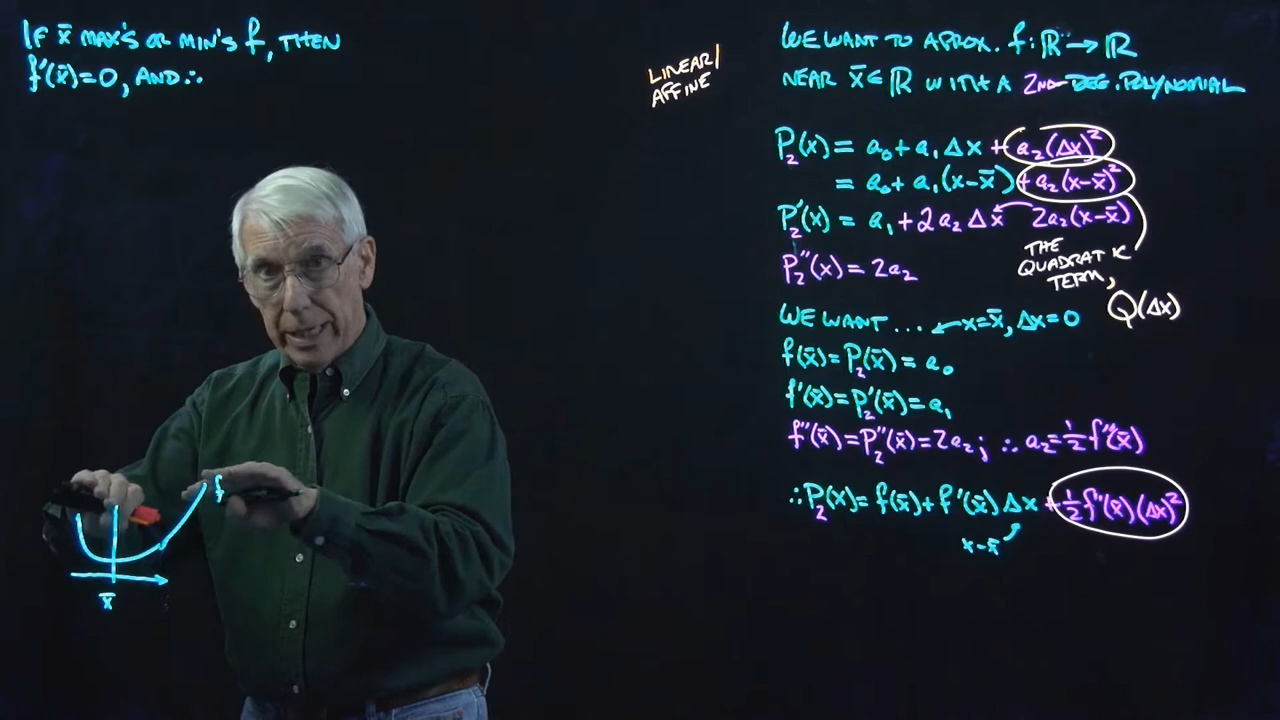 IF x̄ MAX'S OR MIN'S f, THEN
f'(x̄)=0, AND ∴
f
x̄
LINEAR/
AFFINE
WE WANT TO APPROX. f: ℝ → ℝ
NEAR x̄ ∈ ℝ WITH A 2ND-DEG. POLYNOMIAL
P₂(x) = a₀ + a₁Δx + a₂(Δx)²
= a₀ + a₁(x-x̄) + a₂(x-x̄)²
P₂'(x) = a₁ + 2a₂Δx 2a₂(x-x̄)
THE
QUADRATIC
TERM,
Q(Δx)
P₂''(x) = 2a₂
WE WANT... x=x̄, Δx=0
f(x̄) = P₂(x̄) = a₀
f'(x̄) = P₂'(x̄) = a₁
f''(x̄) = P₂''(x̄) = 2a₂; ∴ a₂ = ½f''(x̄)
∴ P₂(x) = f(x̄) + f'(x̄)Δx + ½f''(x̄)(Δx)²
x-x̄